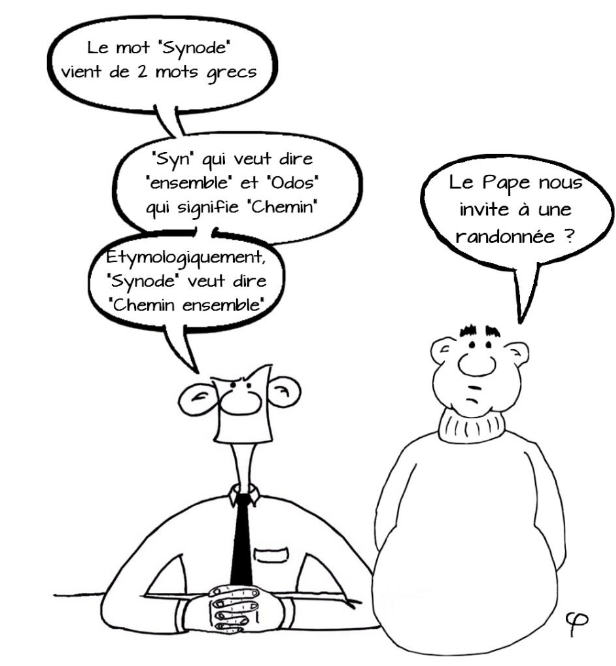 Le mot "Synode"
vient de 2 mots grecs
"Syn" qui veut dire
"ensemble" et "Odos"
qui signifie "Chemin"
Etymologiquement,
"Synode" veut dire
"Chemin ensemble"
Le Pape nous
invite à une
randonnée ?